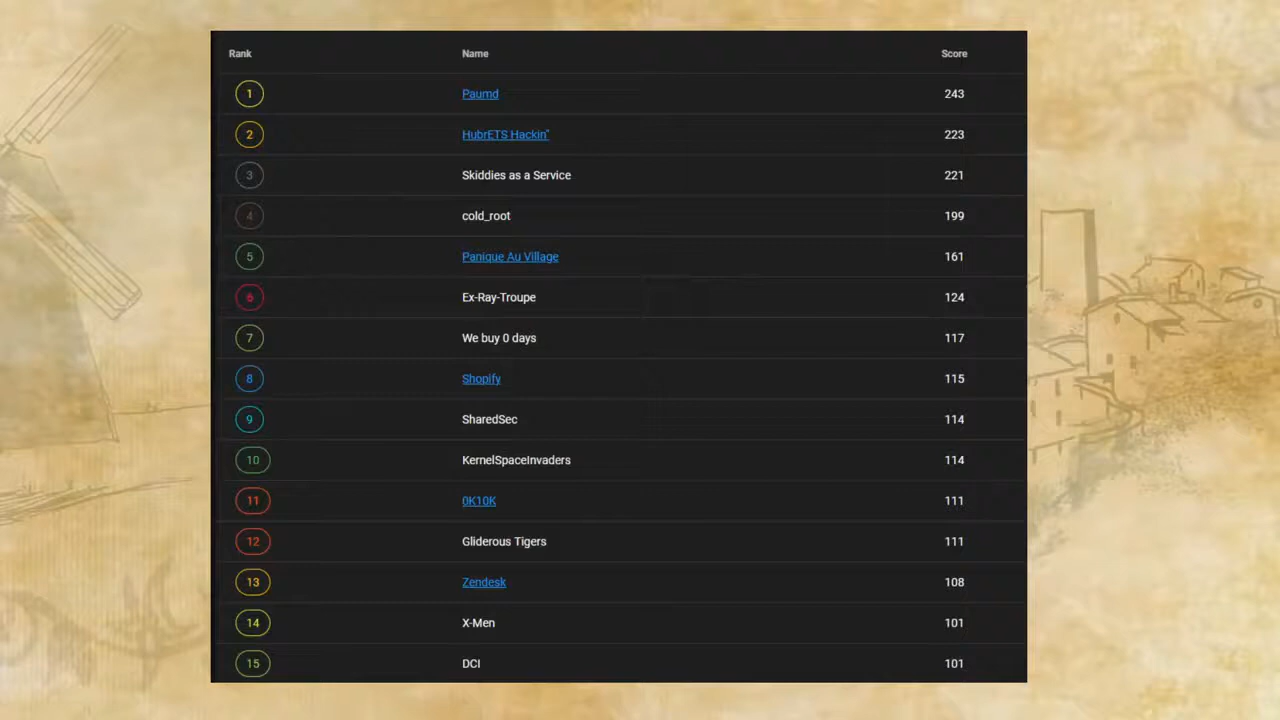 Rank Name Score
1 Paumd 243
2 HubrETS Hackin" 223
3 Skiddies as a Service 221
4 cold_root 199
5 Panique Au Village 161
6 Ex-Ray-Troupe 124
7 We buy 0 days 117
8 Shopify 115
9 SharedSec 114
10 KernelSpaceInvaders 114
11 0K10K 111
12 Gliderous Tigers 111
13 Zendesk 108
14 X-Men 101
15 DCI 101